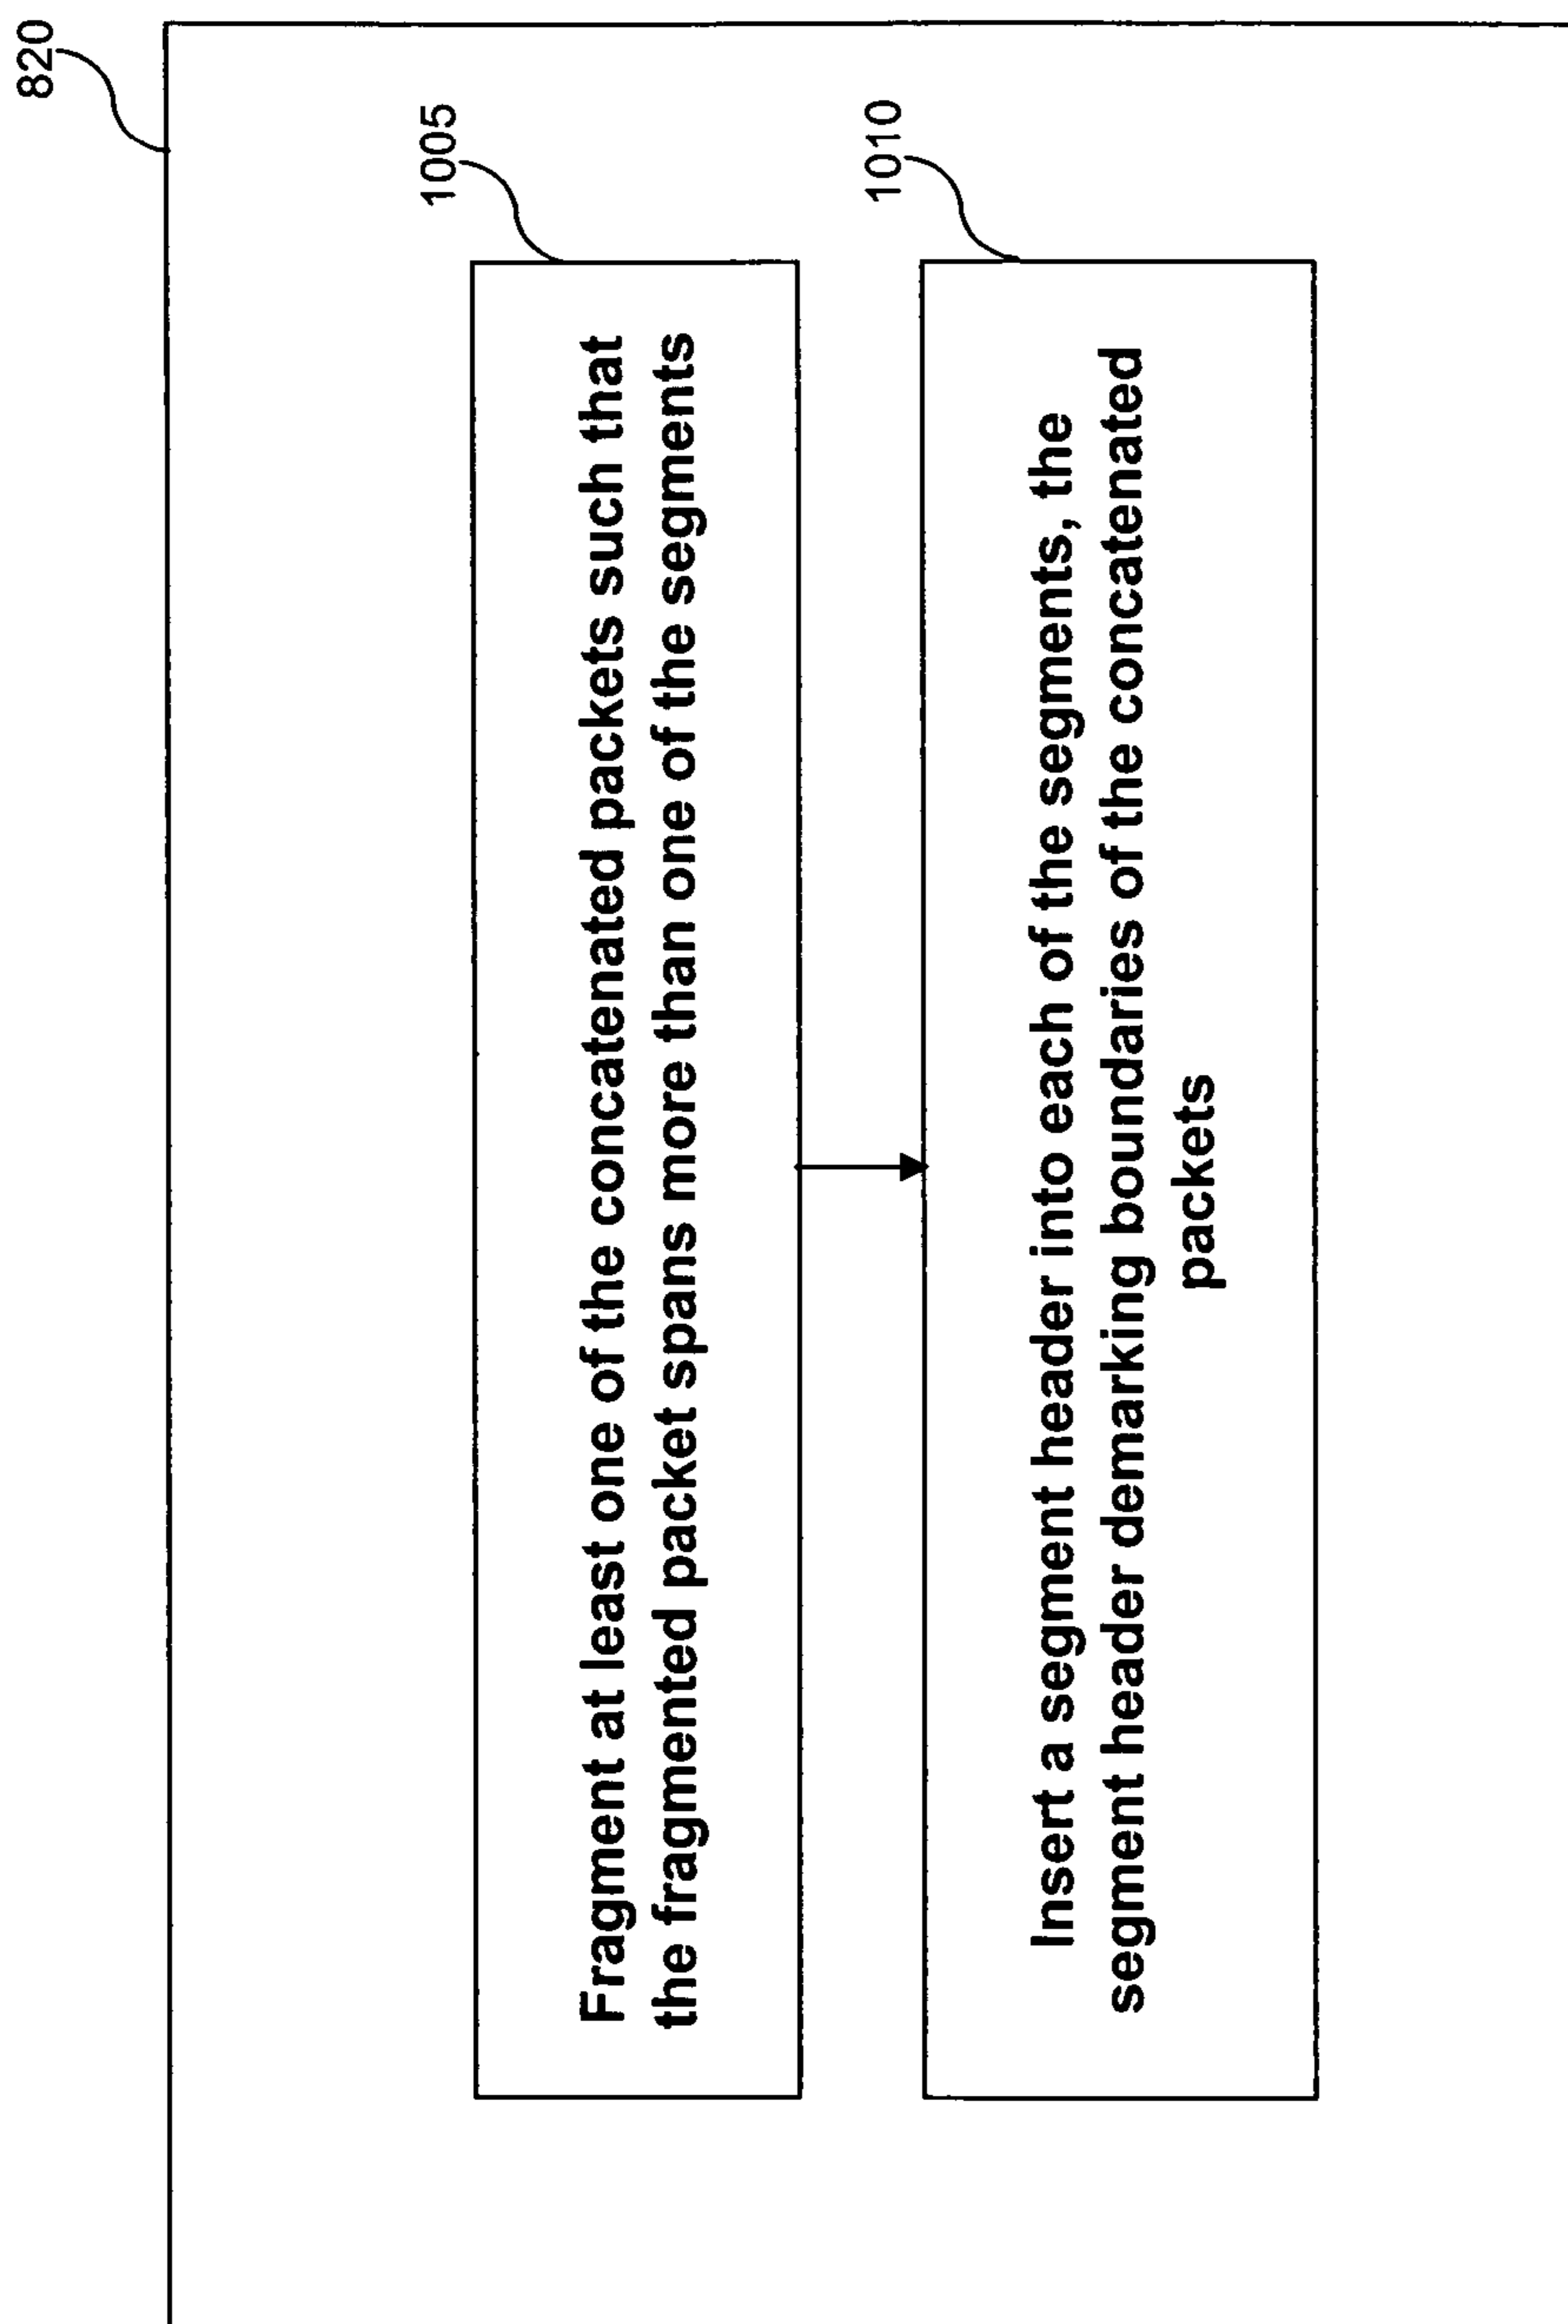 820
1005
Fragment at least one of the concatenated packets such that
the fragmented packet spans more than one of the segments
1010
Insert a segment header into each of the segments, the
segment header demarking boundaries of the concatenated
packets